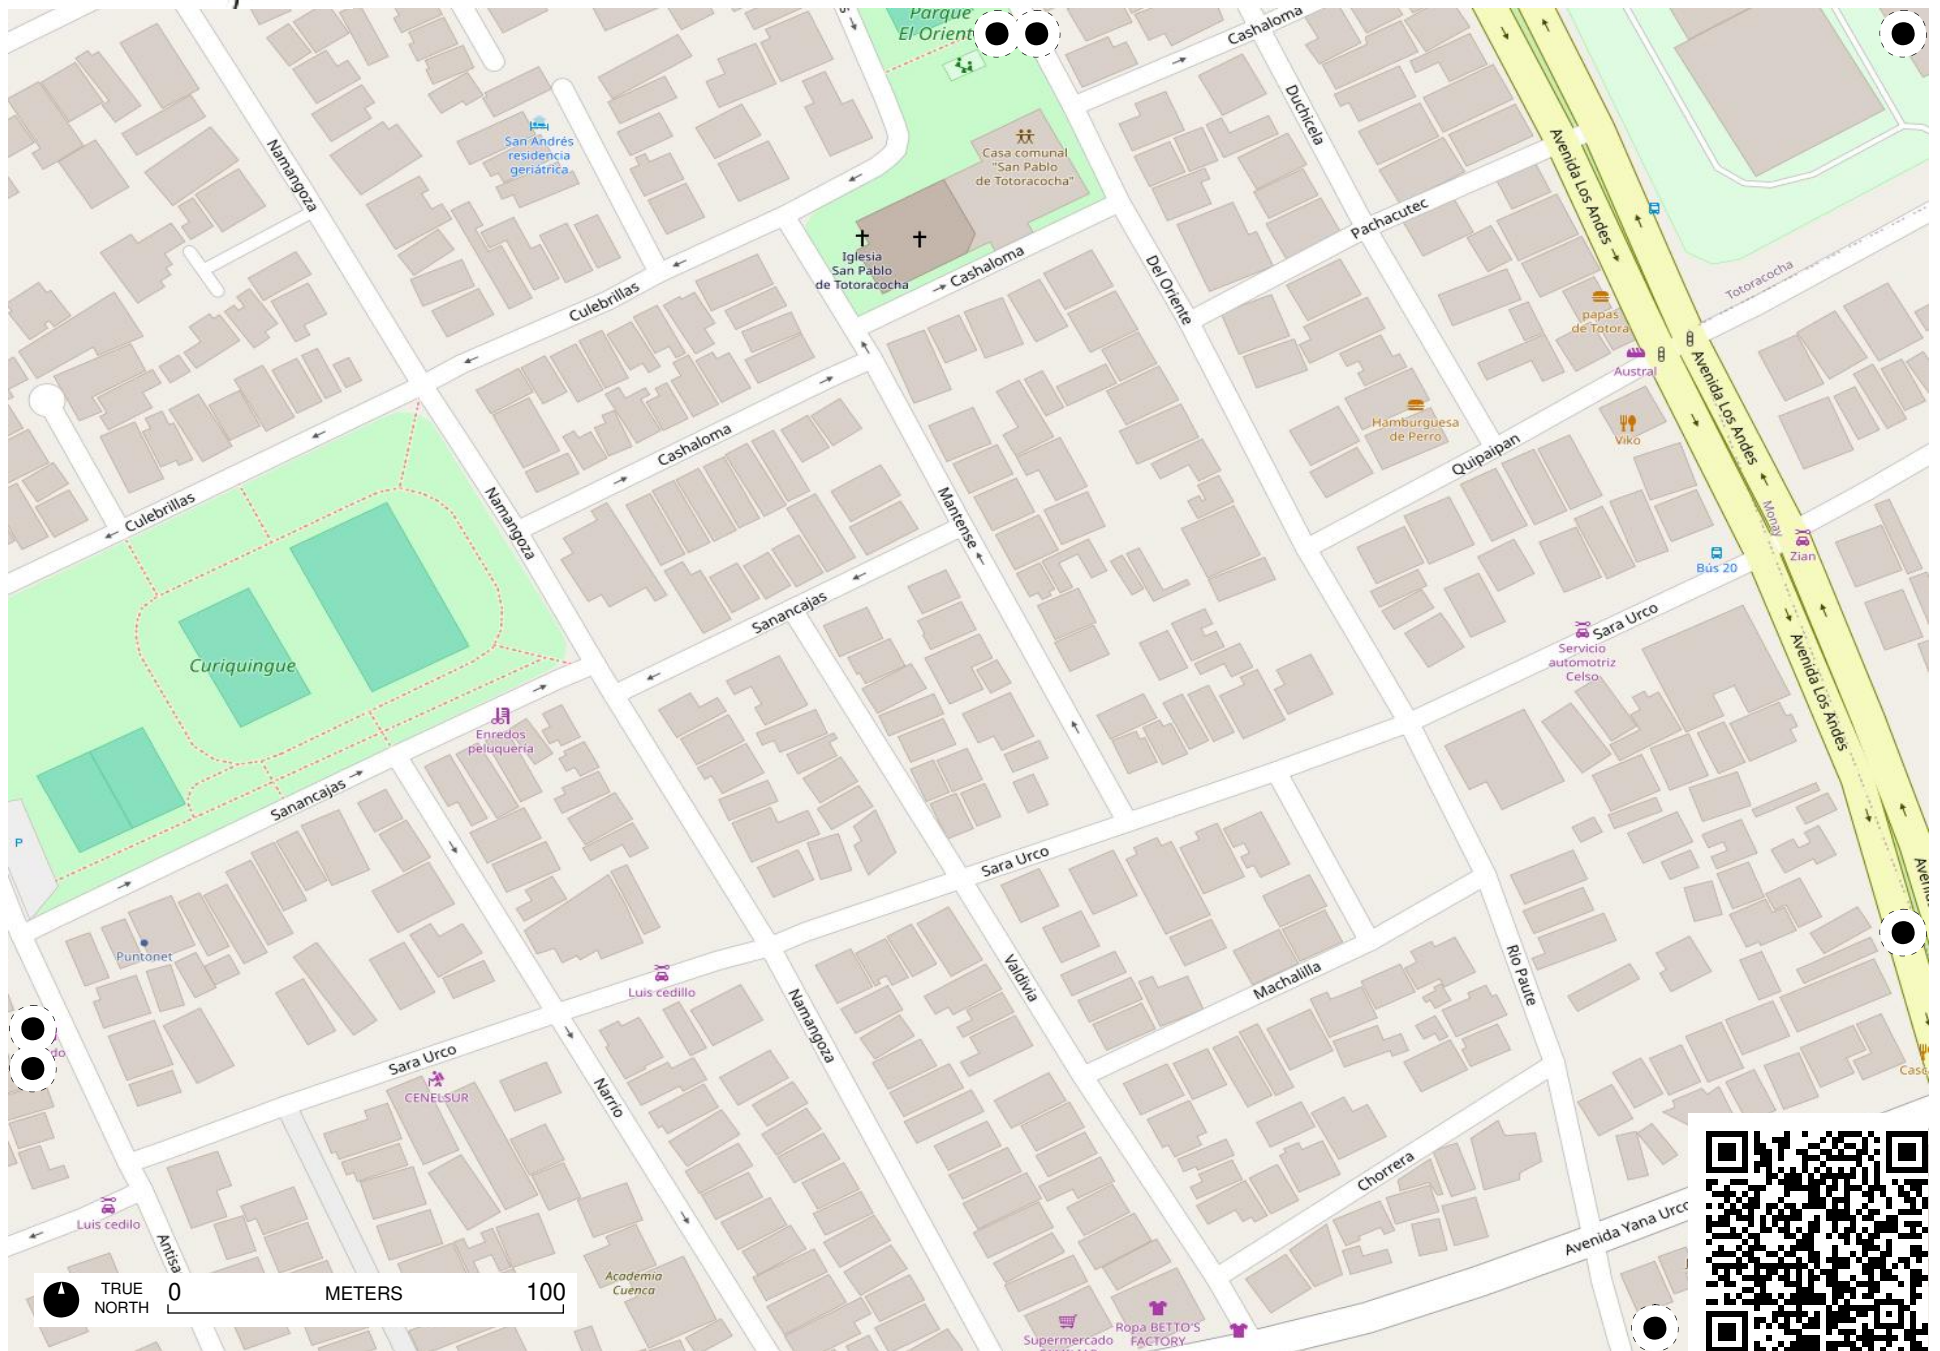 Parque
El Orient
Cashaloma
Duchicela
Namangoza
San Andrés
residencia
geriátrica
Casa comunal
"San Pablo
de Totoracocha"
Avenida Los Andes
Pachacutec
Iglesia
San Pablo
de Totoracocha
Cashaloma
Del Oriente
Totoracocha
Culebrillas
papas
de Totora
Austral
Avenida Los Andes
Hamburguesa
de Perro
Viko
Cashaloma
Quipaipan
Culebrillas
Namangoza
Mantense
Monay
Zian
Bus 20
Sanancajas
Sara Urco
Servicio
automotriz
Celso
Avenida Los Andes
Curiquingue
Enredos
peluquería
Sanancajas
P
Sara Urco
Puntonet
Luis cedillo
Valdivia
Machalilla
Rio Paute
Namangoza
do
Sara Urco
CENELSUR
Narrio
Casc
Chorrera
Luis cedilo
Antisa
Avenida Yana Urco
Academia
Cuenca
TRUE
NORTH
0 METERS 100
Supermercado
Ropa BETTO'S
FACTORY